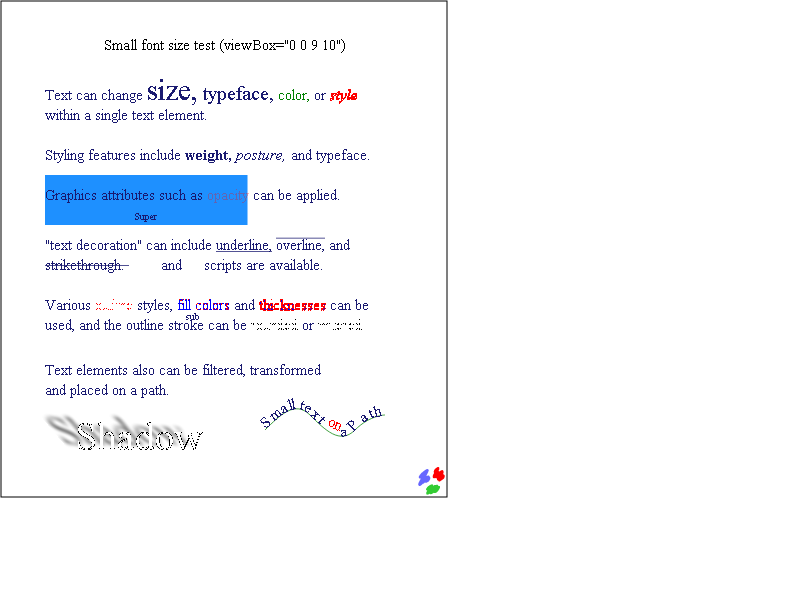 Small font size test (viewBox="0 0 9 10")
Text can change size, typeface, color, or style
within a single text element.
Styling features include weight, posture, and typeface.
Graphics attributes such as opacity can be applied.
Super
"text decoration" can include underline, overline, and
strikethrough. and scripts are available.
Various styles, fill colors and thicknesses can be
sub
used, and the outline stroke can be or
Text elements also can be filtered, transformed
and placed on a path.
Shadow
Small text on a Path